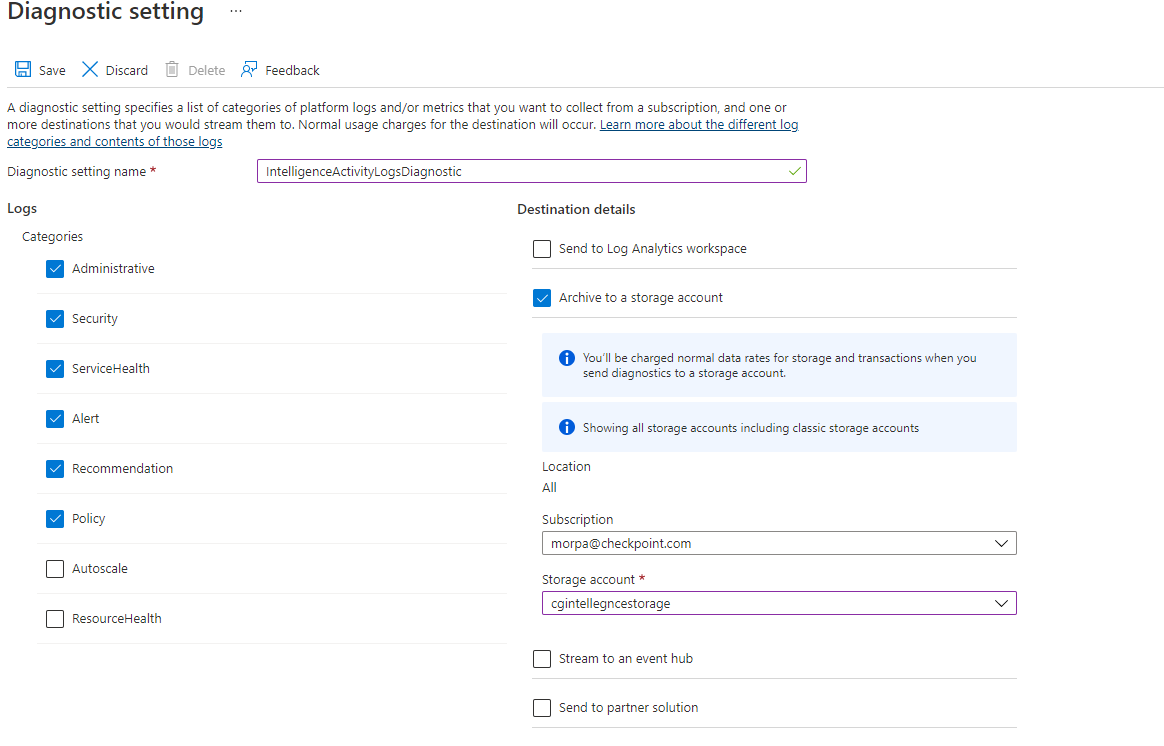 Diagnostic setting ...
Save Discard Delete Feedback
A diagnostic setting specifies a list of categories of platform logs and/or metrics that you want to collect from a subscription, and one or
more destinations that you would stream them to. Normal usage charges for the destination will occur. Learn more about the different log
categories and contents of those logs
Diagnostic setting name *
IntelligenceActivityLogsDiagnostic
Logs
Categories
Administrative
Security
ServiceHealth
Alert
Recommendation
Policy
Autoscale
ResourceHealth
Destination details
Send to Log Analytics workspace
Archive to a storage account
You'll be charged normal data rates for storage and transactions when you
send diagnostics to a storage account.
Showing all storage accounts including classic storage accounts
Location
All
Subscription
morpa@checkpoint.com
Storage account *
cgintellegncestorage
Stream to an event hub
Send to partner solution